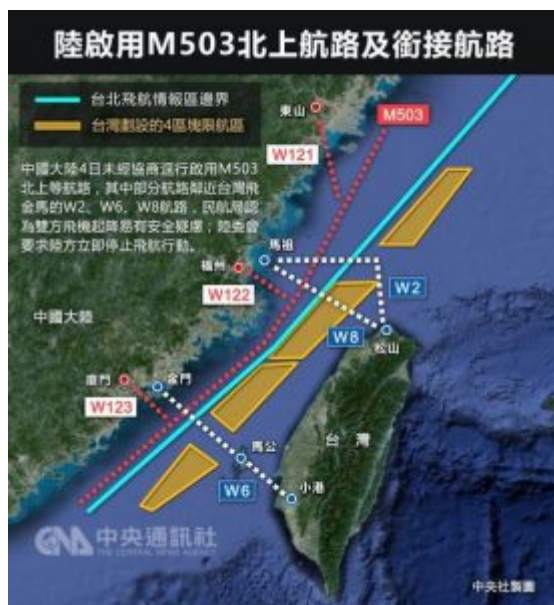 陸啟用M503北上航路及銜接航路
台北飛航情報區邊界
台灣劃設的4區塊限航區
中國大陸4日未經協商逕行啟用M503
北上等航路，其中部分航路鄰近台灣飛
金馬的W2、W6、W8航路，民航局認
為雙方飛機起降易有安全疑慮；陸委會
要求陸方立即停止飛航行動。
東山
M503
W121
馬祖
福州
W122
W2
W8
松山
中國大陸
廈門
金門
W123
台灣
馬公
W6
小港
CNA 中央通訊社
THE CENTRAL NEWS AGENCY
中央社製圖